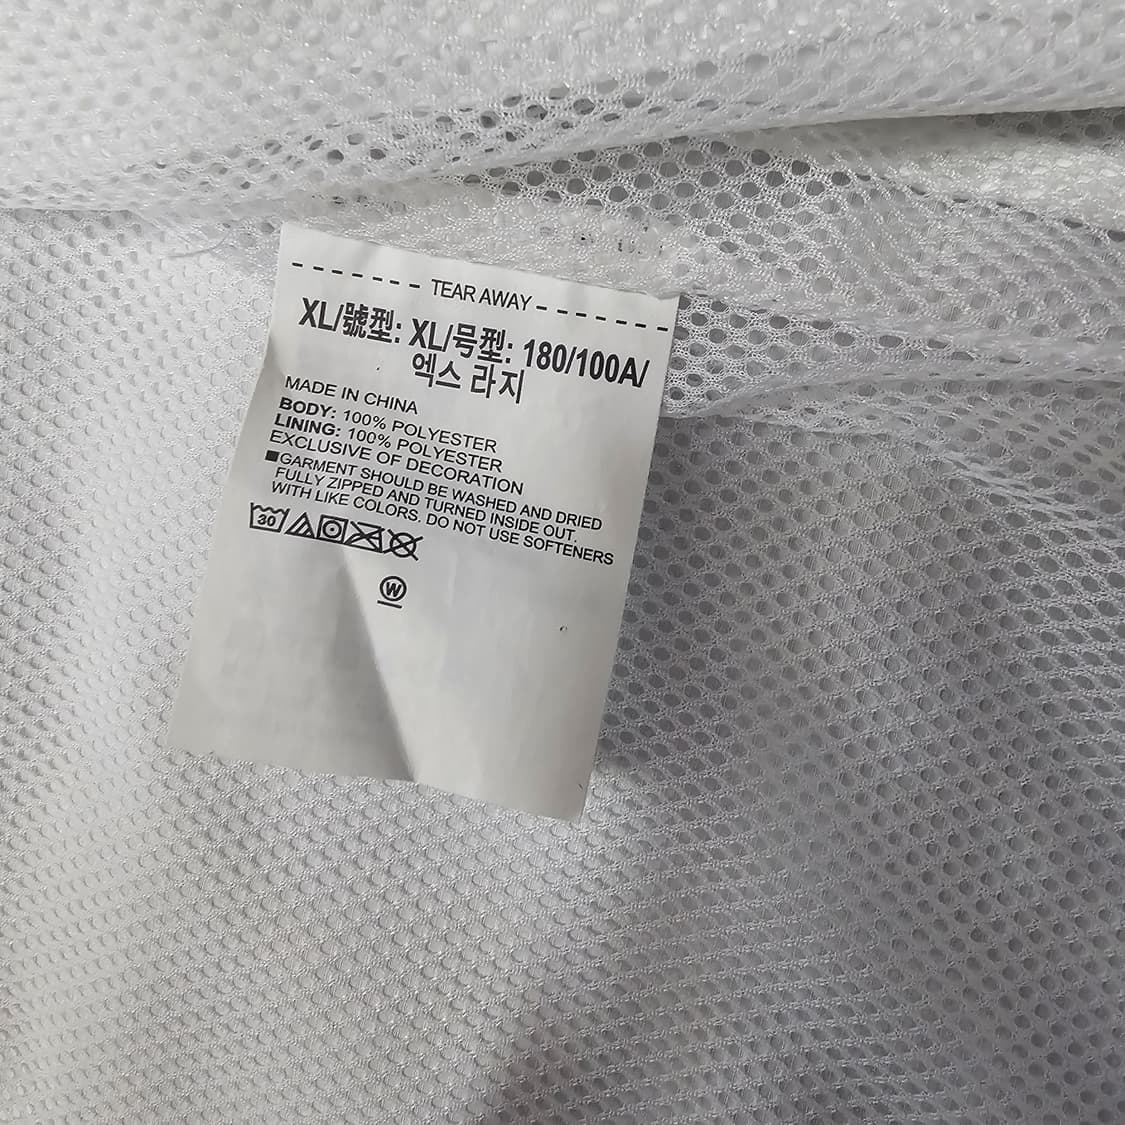 TEAR AWAY
XL/號型: XL/号型: 180/100A/
엑스 라지
MADE IN CHINA
BODY: 100% POLYESTER
LINING: 100% POLYESTER
EXCLUSIVE OF DECORATION
■GARMENT SHOULD BE WASHED AND DRIED
FULLY ZIPPED AND TURNED INSIDE OUT.
WITH LIKE COLORS. DO NOT USE SOFTENERS
30
W